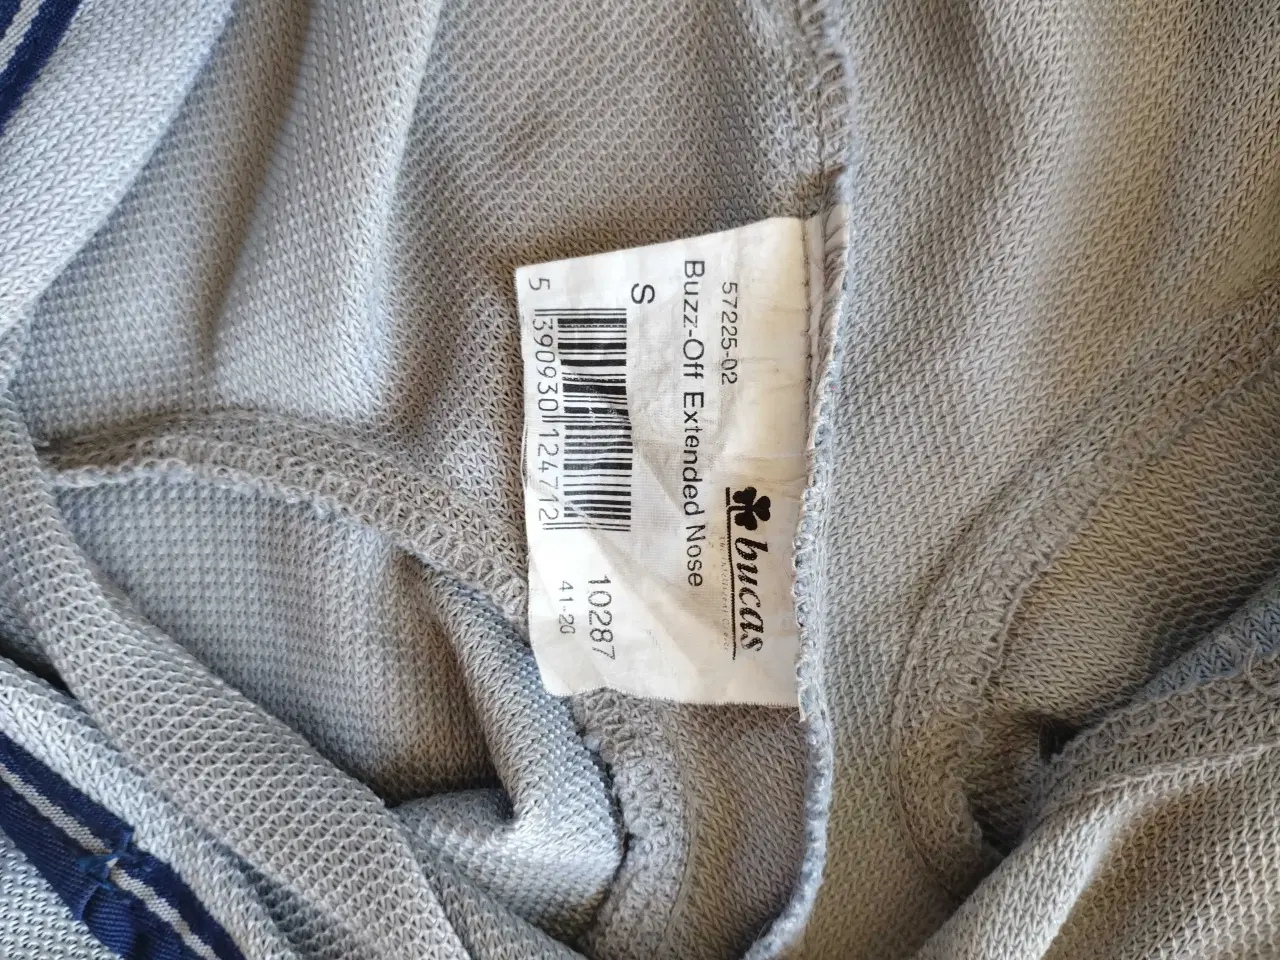 bucas
57225-02
Buzz-Off Extended Nose
S
5 390930 124712
10287
41-20